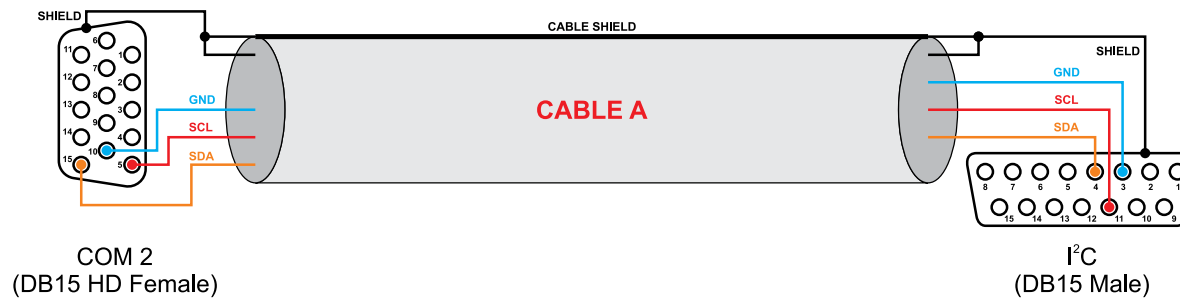 SHIELD
CABLE SHIELD
SHIELD
6
11
1
7
12
2
8
13
3
9
14
4
10
15
5
GND
SCL
SDA
CABLE A
GND
SCL
SDA
8 7 6 5 4 3 2 1
15 14 13 12 11 10 9
COM 2
(DB15 HD Female)
I²C
(DB15 Male)